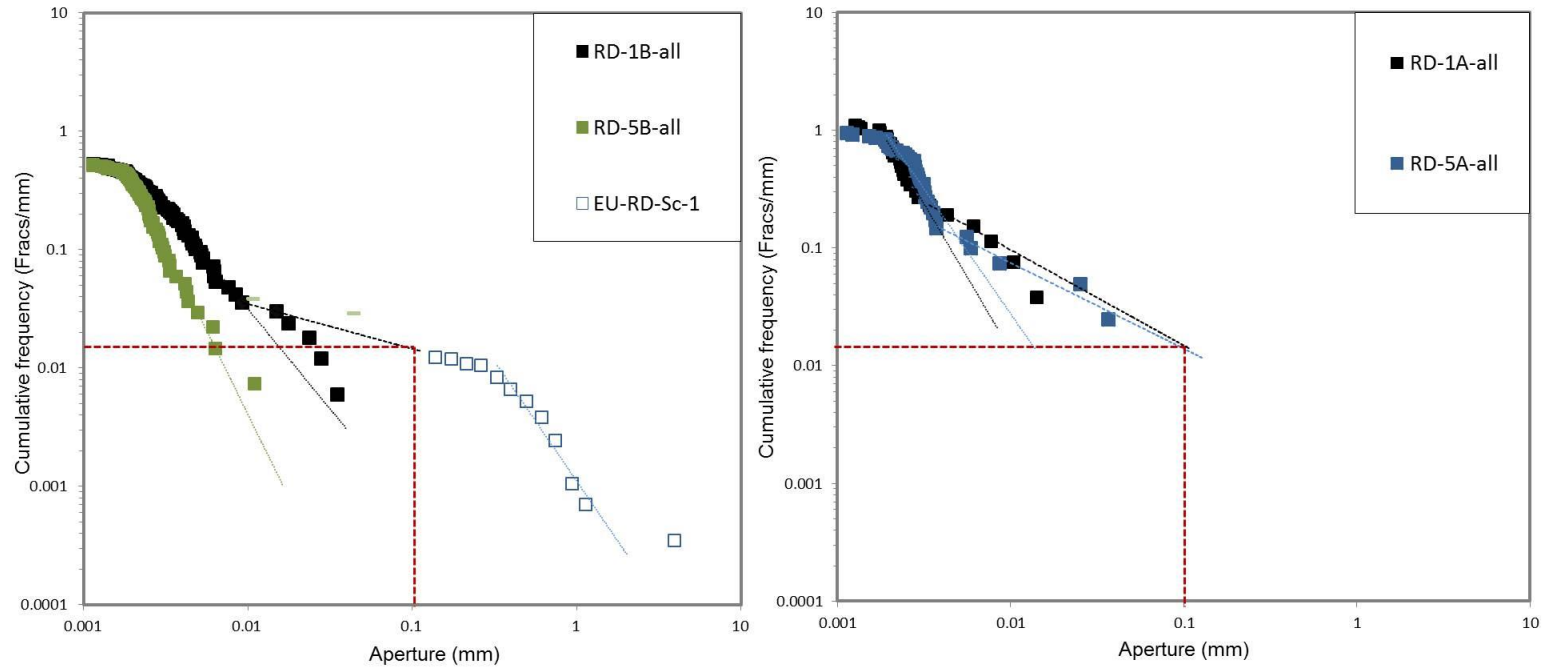 10
1
0.1
0.01
0.001
0.0001
Cumulative frequency (Fracs/mm)
0.001
0.01
0.1
1
10
Aperture (mm)
RD-1B-all
RD-5B-all
EU-RD-Sc-1
10
1
0.1
0.01
0.001
0.0001
Cumulative frequency (Fracs/mm)
0.001
0.01
0.1
1
10
Aperture (mm)
RD-1A-all
RD-5A-all